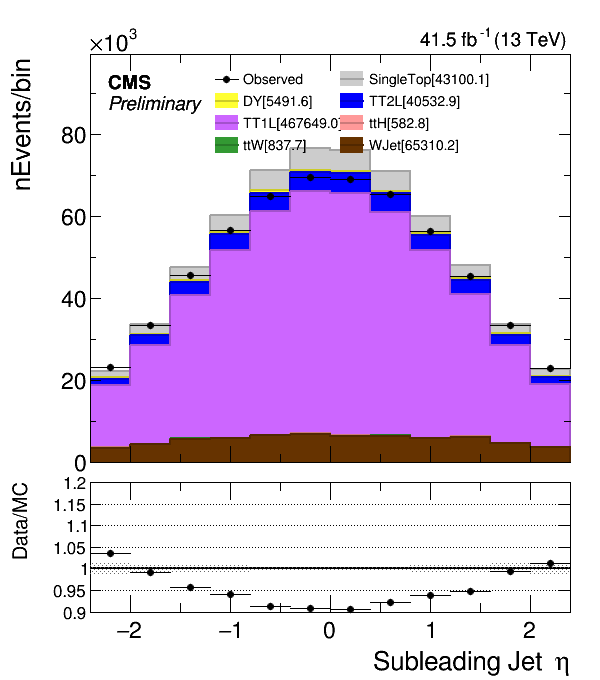 ×10³
41.5 fb⁻¹ (13 TeV)
nEvents/bin
CMS
Preliminary
Observed
SingleTop[43100.1]
DY[5491.6]
TT2L[40532.9]
TT1L[467649.0]
ttH[582.8]
ttW[837.7]
WJet[65310.2]
80
60
40
20
0
Data/MC
1.2
1.15
1.1
1.05
1
0.95
0.9
−2 −1 0 1 2
Subleading Jet η